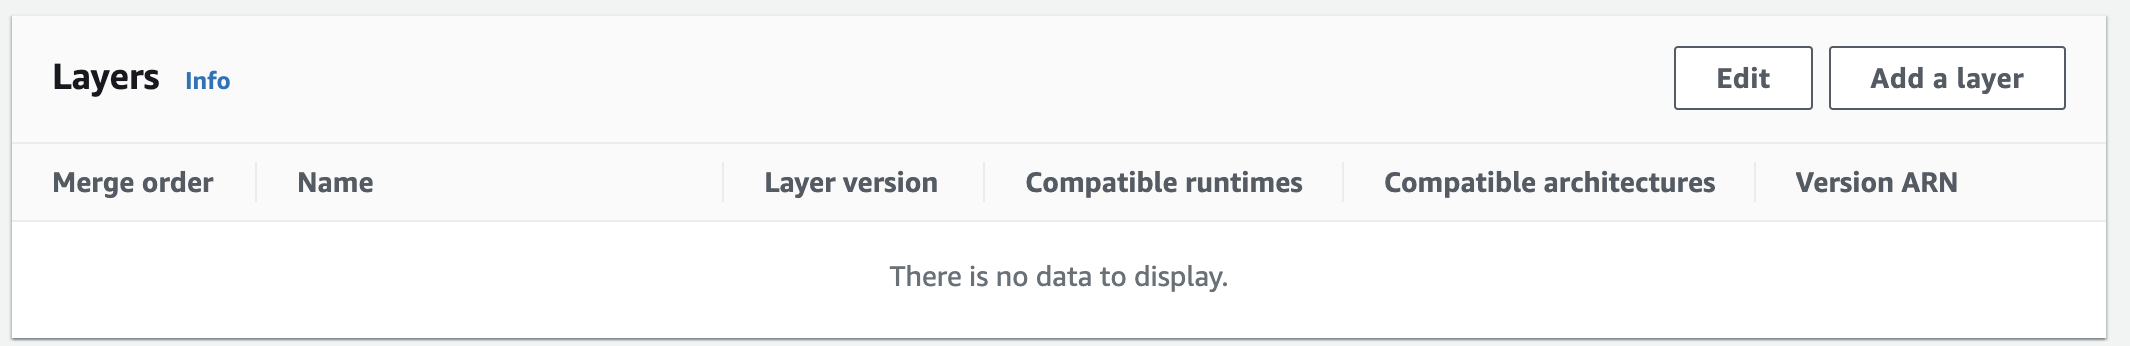 Layers Info Edit Add a layer
Merge order Name Layer version Compatible runtimes Compatible architectures Version ARN
There is no data to display.